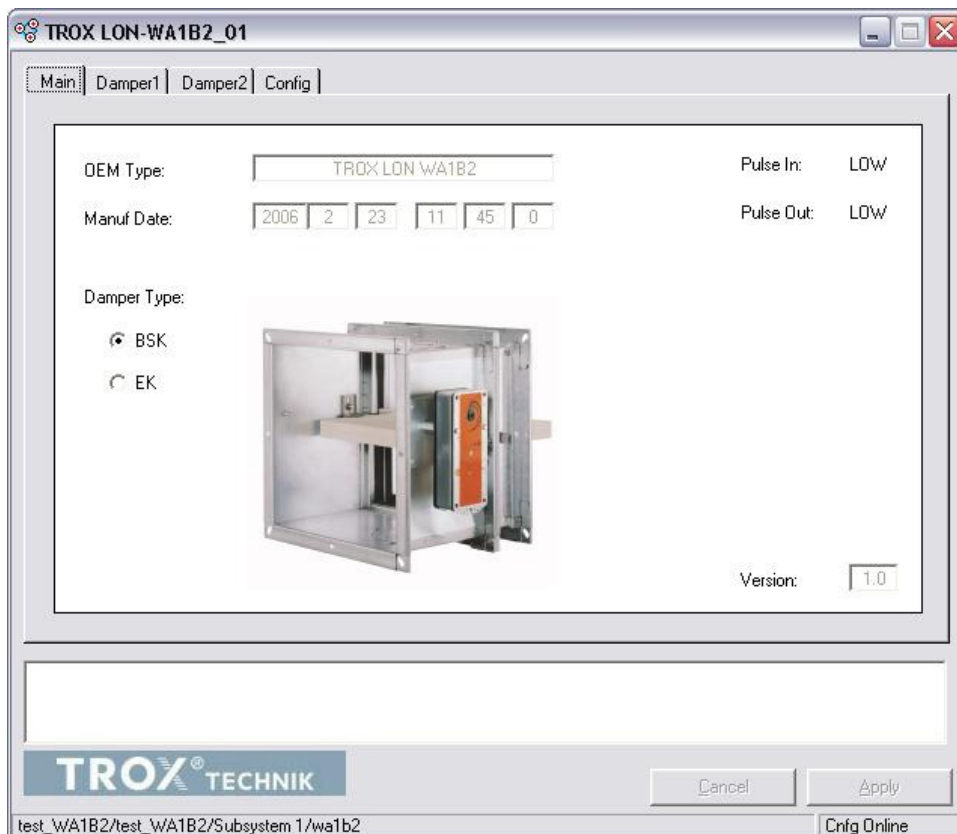 TROX LON-WA1B2_01
Main Damper1 Damper2 Config
OEM Type: TROX LON WA1B2 Pulse In: LOW
Manuf Date: 2006 2 23 11 45 0 Pulse Out: LOW
Damper Type:
BSK
EK
Version: 1.0
TROX® TECHNIK
Cancel Apply
test_WA1B2/test_WA1B2/Subsystem 1/wa1b2 Cnfg Online